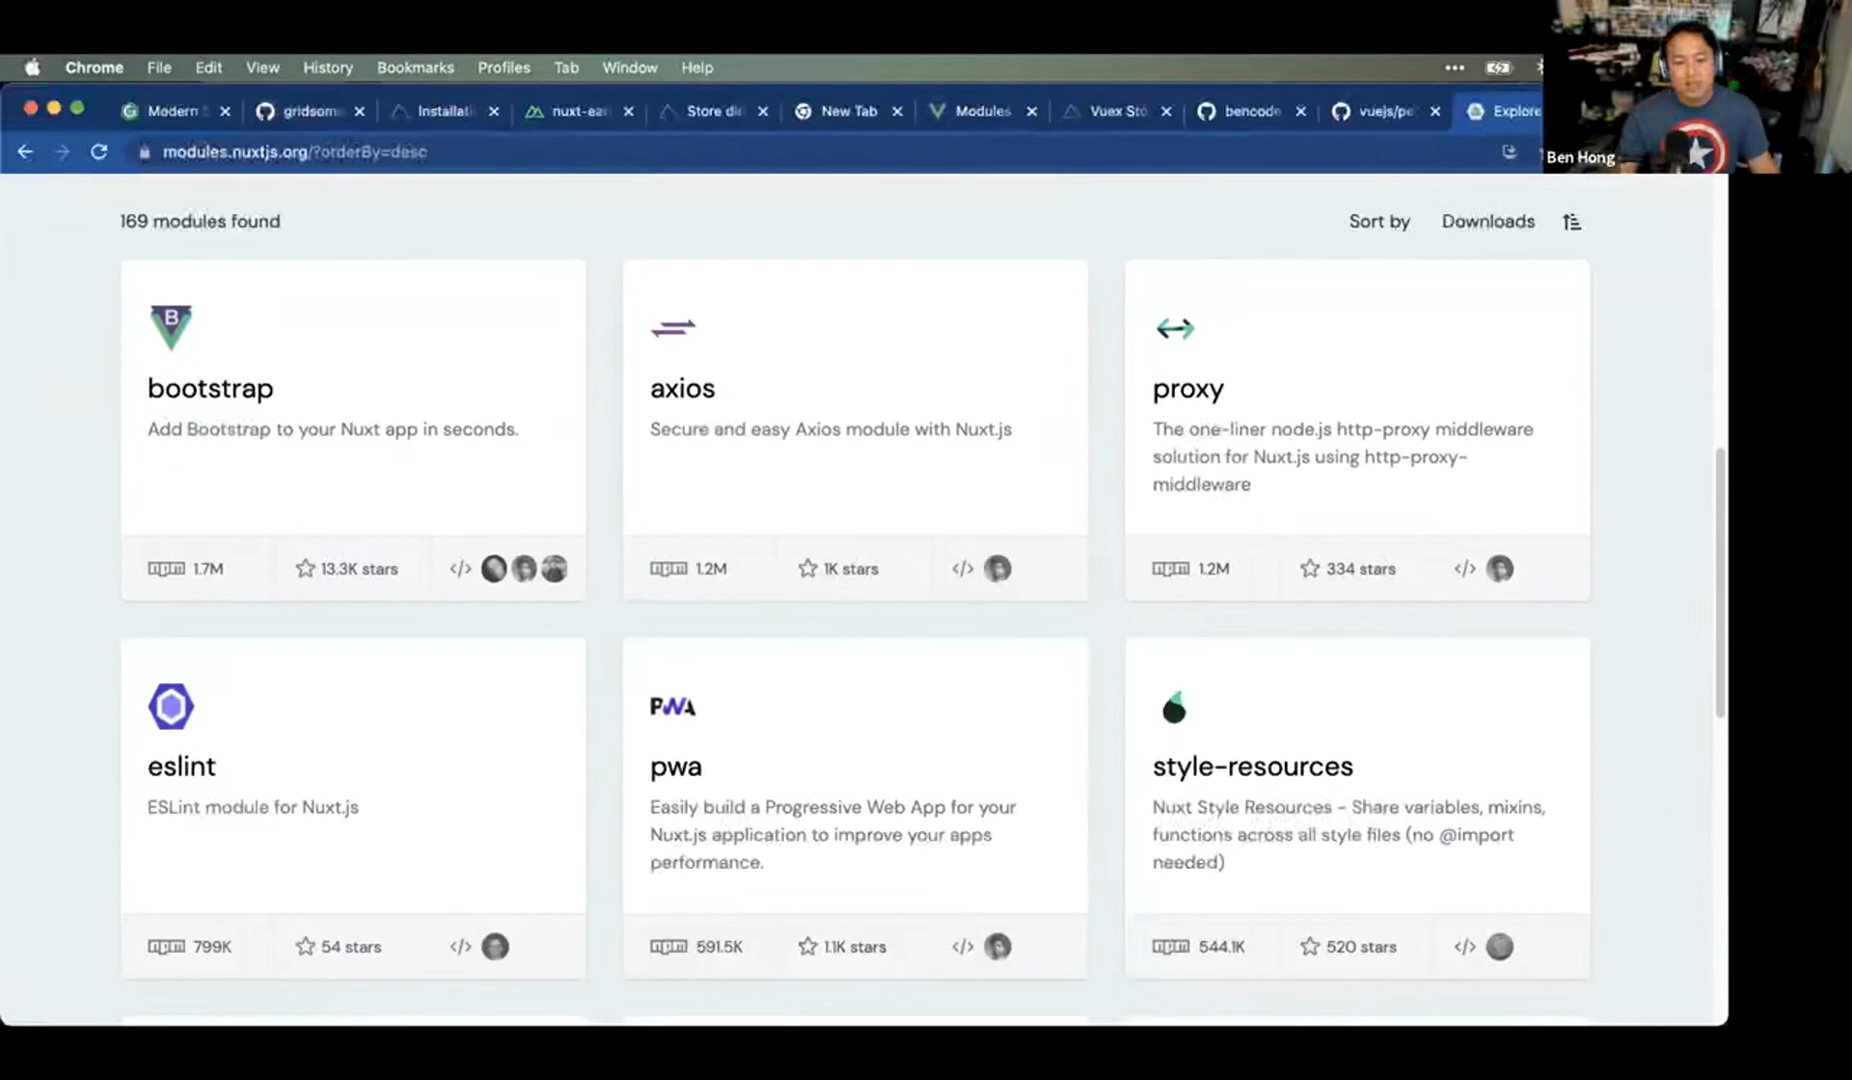 Chrome File Edit View History Bookmarks Profiles Tab Window Help
Modern gridsom Installati nuxt-ea Store di New Tab Modules Vuex Sto bencode vuejs/pe Explore
modules.nuxtjs.org/?orderBy=desc
Ben Hong
169 modules found
Sort by Downloads
B
bootstrap
Add Bootstrap to your Nuxt app in seconds.
npm 1.7M 13.3K stars </>
axios
Secure and easy Axios module with Nuxt.js
npm 1.2M 1K stars </>
proxy
The one-liner node.js http-proxy middleware
solution for Nuxt.js using http-proxy-
middleware
npm 1.2M 334 stars </>
eslint
ESLint module for Nuxt.js
npm 799K 54 stars </>
PWA
pwa
Easily build a Progressive Web App for your
Nuxt.js application to improve your apps
performance.
npm 591.5K 1.1K stars </>
style-resources
Nuxt Style Resources - Share variables, mixins,
functions across all style files (no @import
needed)
npm 544.1K 520 stars </>